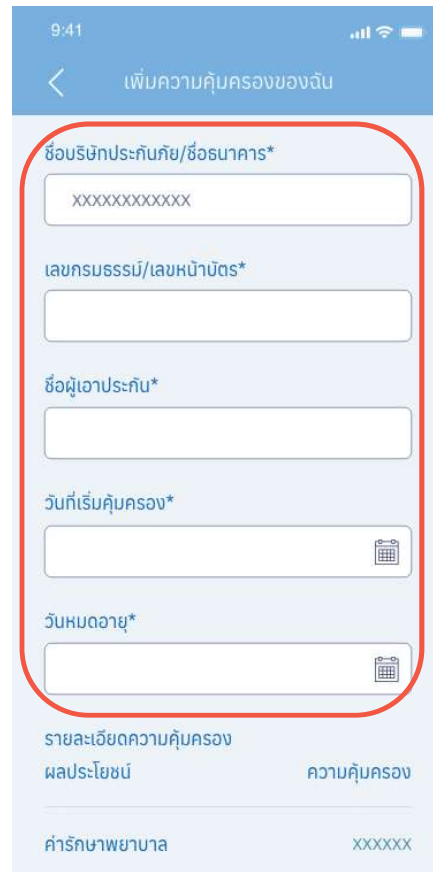 9:41
เพิ่มความคุ้มครองของฉัน
ชื่อบริษัทประกันภัย/ชื่อธนาคาร*
XXXXXXXXXXXX
เลขกรมธรรม์/เลขหน้าบัตร*
ชื่อผู้เอาประกัน*
วันที่เริ่มคุ้มครอง*
วันหมดอายุ*
รายละเอียดความคุ้มครอง
ผลประโยชน์ ความคุ้มครอง
ค่ารักษาพยาบาล XXXXXX